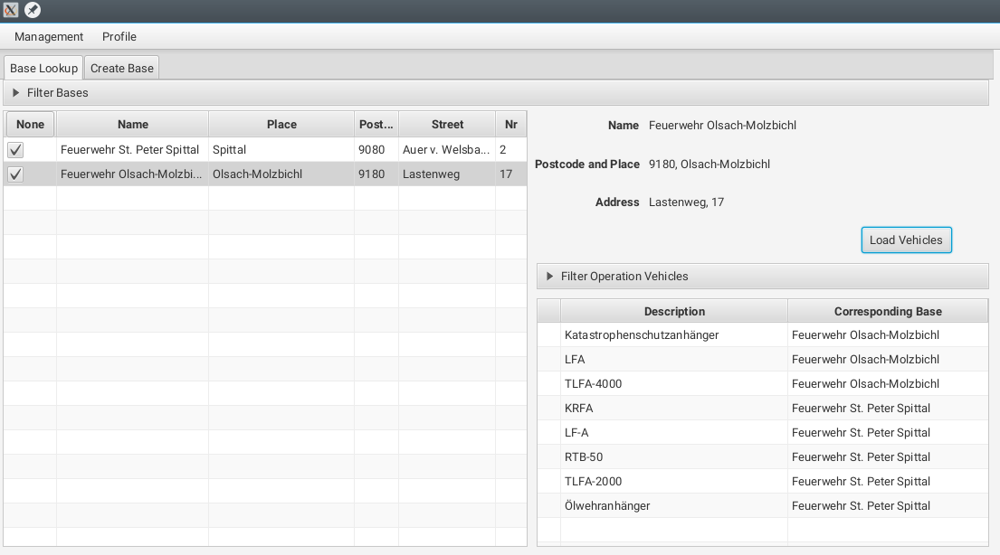 Management Profile
Base Lookup Create Base
Filter Bases
None Name Place Post... Street Nr
Feuerwehr St. Peter Spittal Spittal 9080 Auer v. Welsba... 2
Feuerwehr Olsach-Molzbi... Olsach-Molzbichl 9180 Lastenweg 17
Name Feuerwehr Olsach-Molzbichl
Postcode and Place 9180, Olsach-Molzbichl
Address Lastenweg, 17
Load Vehicles
Filter Operation Vehicles
Description Corresponding Base
Katastrophenschutzanhänger Feuerwehr Olsach-Molzbichl
LFA Feuerwehr Olsach-Molzbichl
TLFA-4000 Feuerwehr Olsach-Molzbichl
KRFA Feuerwehr St. Peter Spittal
LF-A Feuerwehr St. Peter Spittal
RTB-50 Feuerwehr St. Peter Spittal
TLFA-2000 Feuerwehr St. Peter Spittal
Ölwehranhänger Feuerwehr St. Peter Spittal